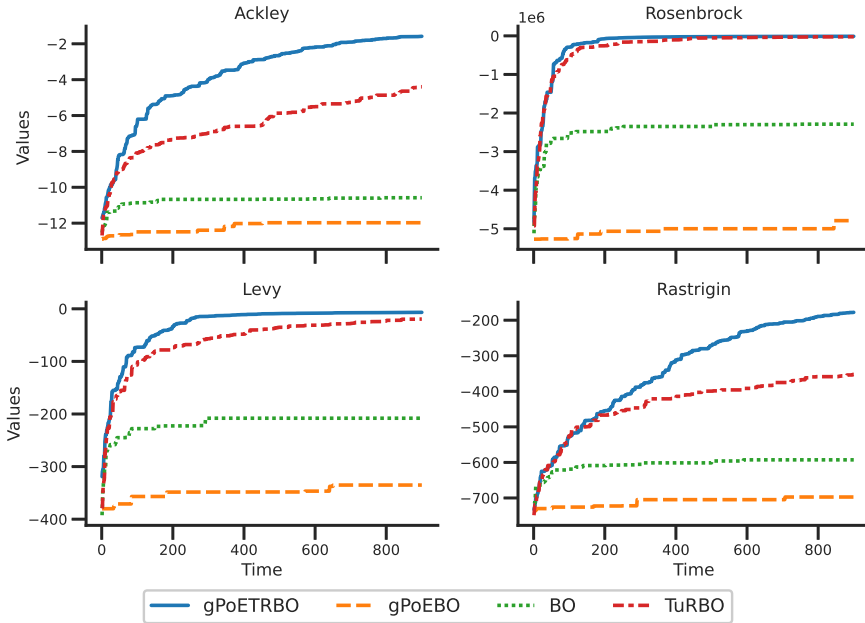 Ackley
Rosenbrock
1e6
Values
−2
−4
−6
−8
−10
−12
0
−1
−2
−3
−4
−5
Levy
Rastrigin
Values
0
−100
−200
−300
−400
−200
−300
−400
−500
−600
−700
0 200 400 600 800
0 200 400 600 800
Time
Time
gPoETRBO gPoEBO BO TuRBO